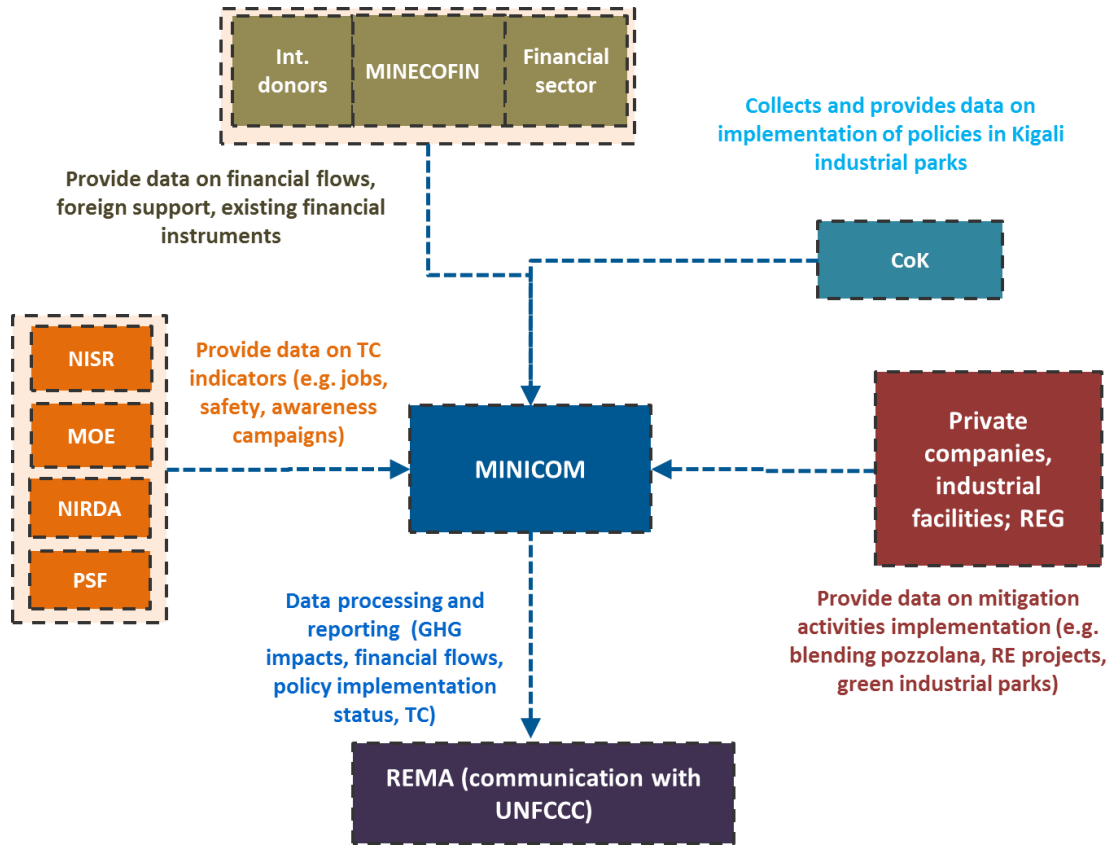 Int.
donors
MINECOFIN
Financial
sector
Collects and provides data on
implementation of policies in Kigali
industrial parks
Provide data on financial flows,
foreign support, existing financial
instruments
CoK
NISR
MOE
NIRDA
PSF
Provide data on TC
indicators (e.g. jobs,
safety, awareness
campaigns)
MINICOM
Private
companies,
industrial
facilities; REG
Data processing and
reporting (GHG
impacts, financial flows,
policy implementation
status, TC)
Provide data on mitigation
activities implementation (e.g.
blending pozzolana, RE projects,
green industrial parks)
REMA (communication with
UNFCCC)